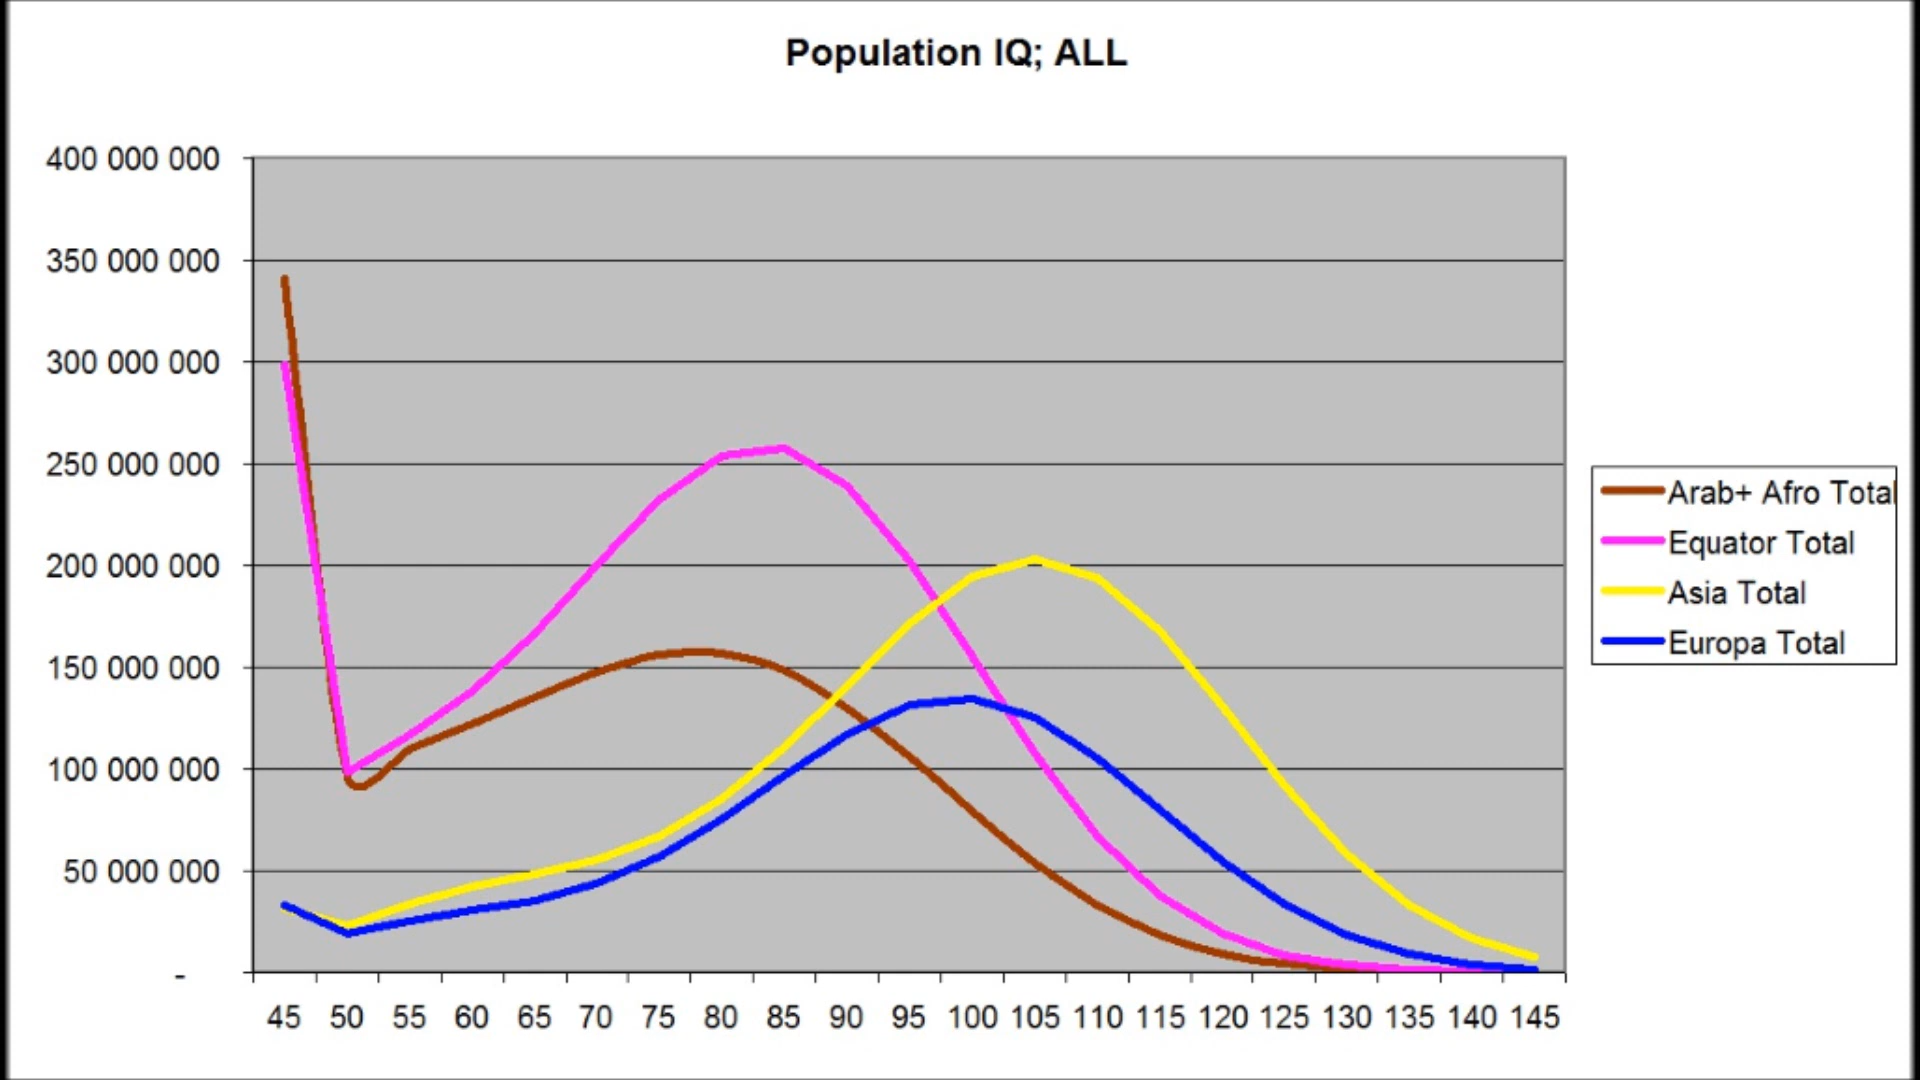 Population IQ; ALL
400 000 000
350 000 000
300 000 000
250 000 000
200 000 000
150 000 000
100 000 000
50 000 000
-
45 50 55 60 65 70 75 80 85 90 95 100 105 110 115 120 125 130 135 140 145
Arab+ Afro Total
Equator Total
Asia Total
Europa Total